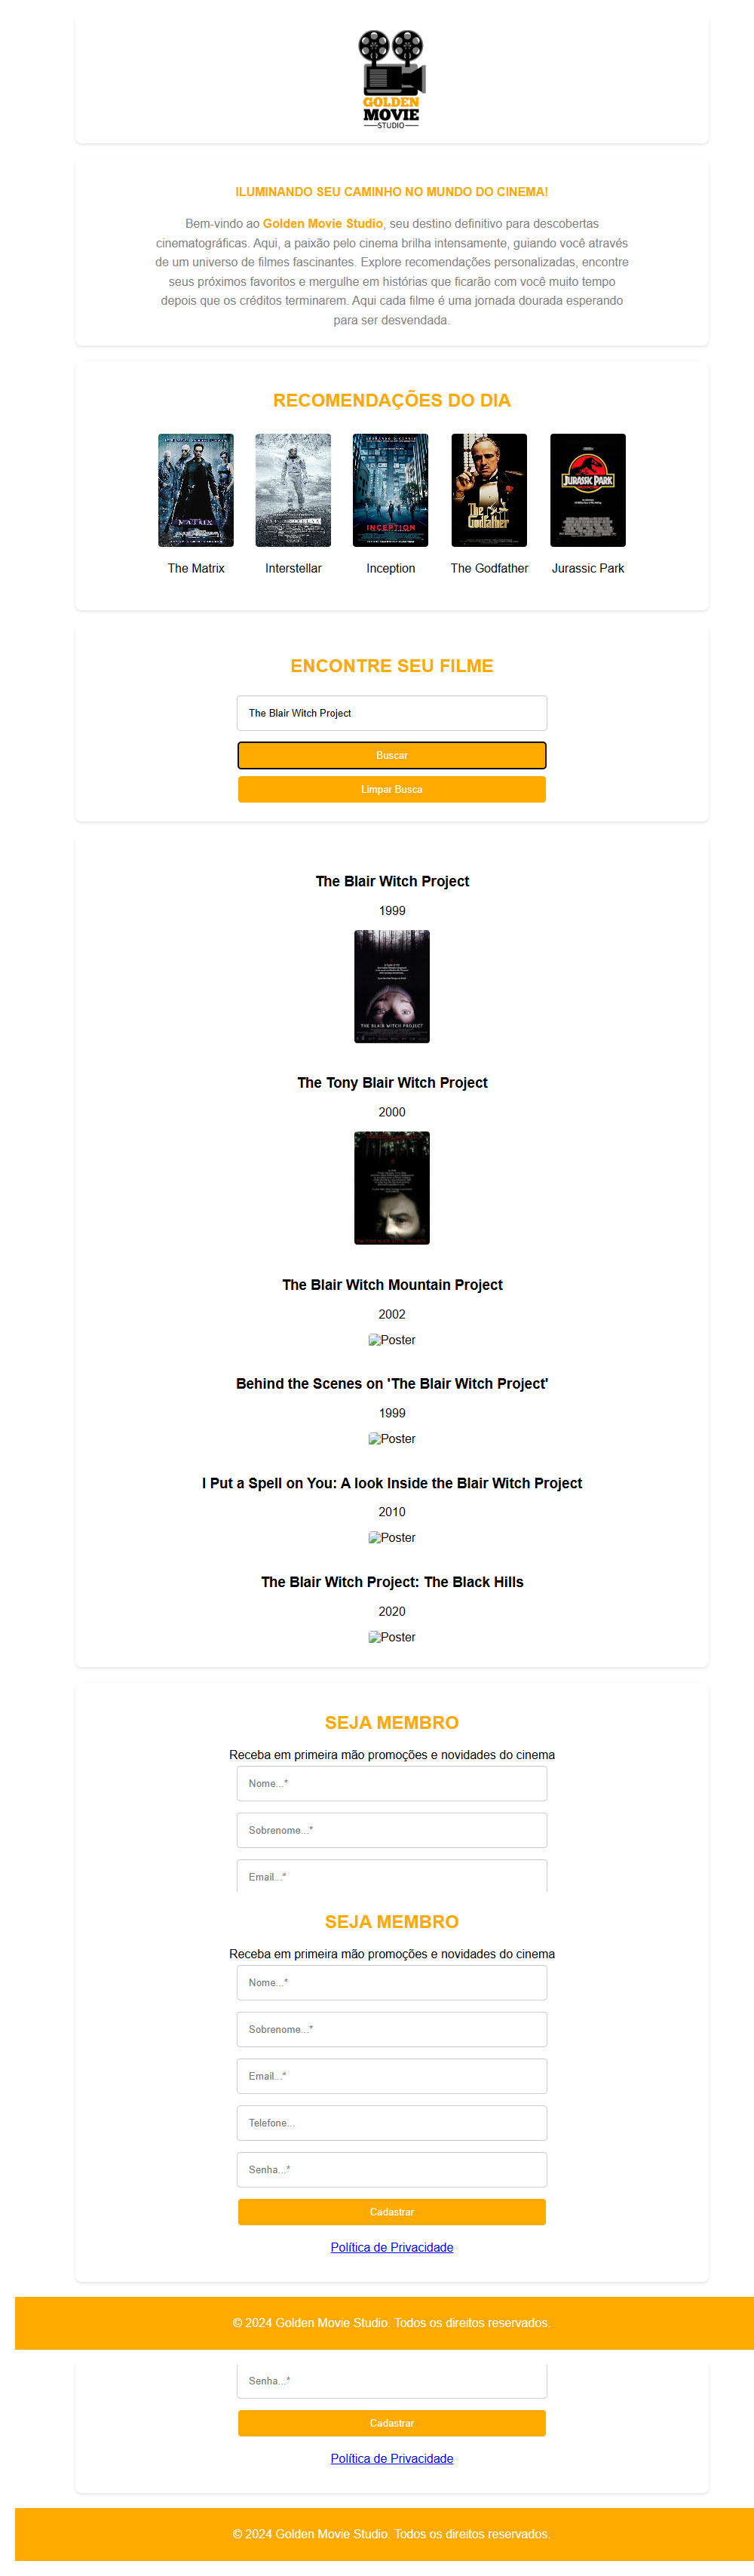 GOLDEN
MOVIE
STUDIO
ILUMINANDO SEU CAMINHO NO MUNDO DO CINEMA!
Bem-vindo ao Golden Movie Studio, seu destino definitivo para descobertas
cinematográficas. Aqui, a paixão pelo cinema brilha intensamente, guiando você através
de um universo de filmes fascinantes. Explore recomendações personalizadas, encontre
seus próximos favoritos e mergulhe em histórias que ficarão com você muito tempo
depois que os créditos terminarem. Aqui cada filme é uma jornada dourada esperando
para ser desvendada.
RECOMENDAÇÕES DO DIA
MATRIX
INCEPTION
The Godfather
JURASSIC PARK
The Matrix
Interstellar
Inception
The Godfather
Jurassic Park
ENCONTRE SEU FILME
The Blair Witch Project
Buscar
Limpar Busca
The Blair Witch Project
1999
THE BLAIR WITCH PROJECT
The Tony Blair Witch Project
2000
The Blair Witch Mountain Project
2002
Poster
Behind the Scenes on 'The Blair Witch Project'
1999
Poster
I Put a Spell on You: A look Inside the Blair Witch Project
2010
Poster
The Blair Witch Project: The Black Hills
2020
Poster
SEJA MEMBRO
Receba em primeira mão promoções e novidades do cinema
Nome...*
Sobrenome...*
Email...*
SEJA MEMBRO
Receba em primeira mão promoções e novidades do cinema
Nome...*
Sobrenome...*
Email...*
Telefone...
Senha...*
Cadastrar
Política de Privacidade
© 2024 Golden Movie Studio. Todos os direitos reservados.
Senha...*
Cadastrar
Política de Privacidade
© 2024 Golden Movie Studio. Todos os direitos reservados.